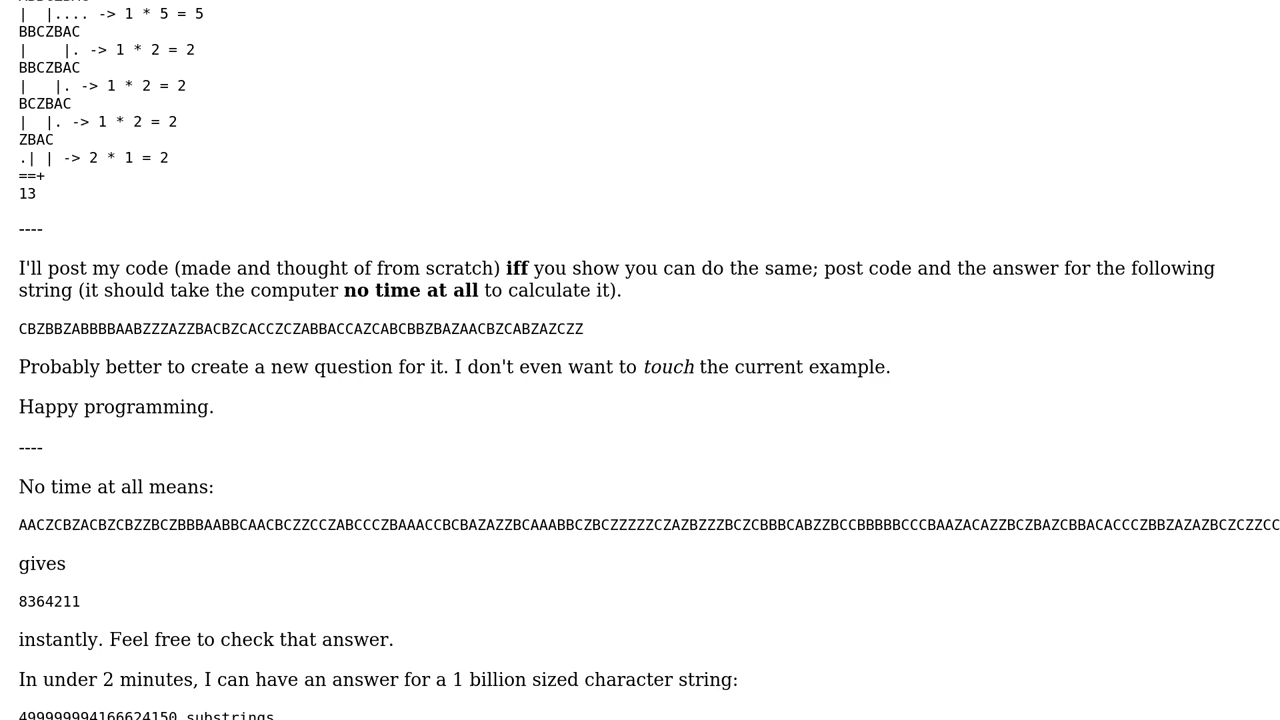 |  |.... -> 1 * 5 = 5
BBCZBAC
|    |. -> 1 * 2 = 2
BBCZBAC
|   |. -> 1 * 2 = 2
BCZBAC
|  |. -> 1 * 2 = 2
ZBAC
.| | -> 2 * 1 = 2
==+
13
----
I'll post my code (made and thought of from scratch) iff you show you can do the same; post code and the answer for the following
string (it should take the computer no time at all to calculate it).
CBZBBZABBBBAABZZZAZZBACBZCACCZCZABBACCAZCABCBBZBAZAACBZCABZAZCZZ
Probably better to create a new question for it. I don't even want to touch the current example.
Happy programming.
----
No time at all means:
AACZCBZACBZCBZZBCZBBBAABBCAACBCZZCCZABCCCZBAAACCBCBAZAZZBCAAABBCZBCZZZZZCZAZBZZZBCZCBBBCABZZBCCBBBBBCCCBAAZACAZZBCZBAZCBBACACCCZBBZAZAZBCZCZZCC
gives
8364211
instantly. Feel free to check that answer.
In under 2 minutes, I can have an answer for a 1 billion sized character string:
499999994166624150 substrings